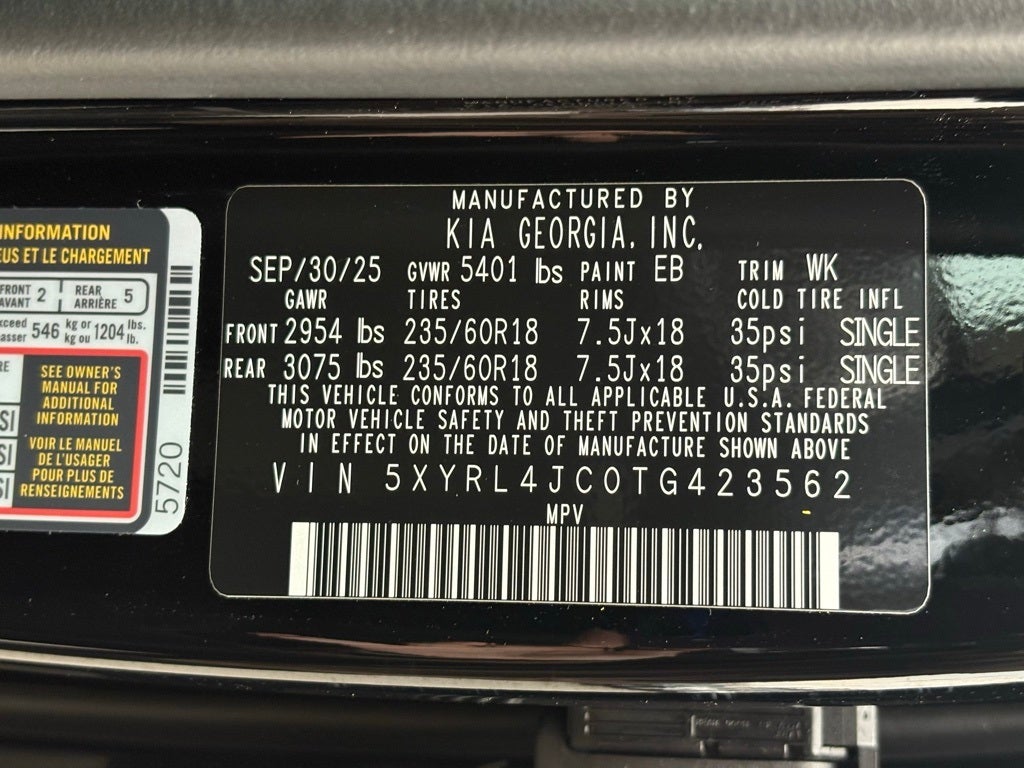 MANUFACTURED BY
KIA GEORGIA, INC.
SEP/30/25 GVWR 5401 lbs PAINT EB TRIM WK
GAWR TIRES RIMS COLD TIRE INFL
FRONT 2954 lbs 235/60R18 7.5Jx18 35psi SINGLE
REAR 3075 lbs 235/60R18 7.5Jx18 35psi SINGLE
THIS VEHICLE CONFORMS TO ALL APPLICABLE U.S.A. FEDERAL
MOTOR VEHICLE SAFETY AND THEFT PREVENTION STANDARDS
IN EFFECT ON THE DATE OF MANUFACTURE SHOWN ABOVE
VIN 5XYRL4JC0TG423562
MPV
INFORMATION
ET LE CHARGEMENT
FRONT 2 REAR 5
AVANT ARRIÈRE
546 kg or 1204 lbs.
kg ou lb.
SEE OWNER'S
MANUAL FOR
ADDITIONAL
INFORMATION
VOIR LE MANUEL
DE L'USAGER
POUR PLUS DE
RENSEIGNEMENTS
5720